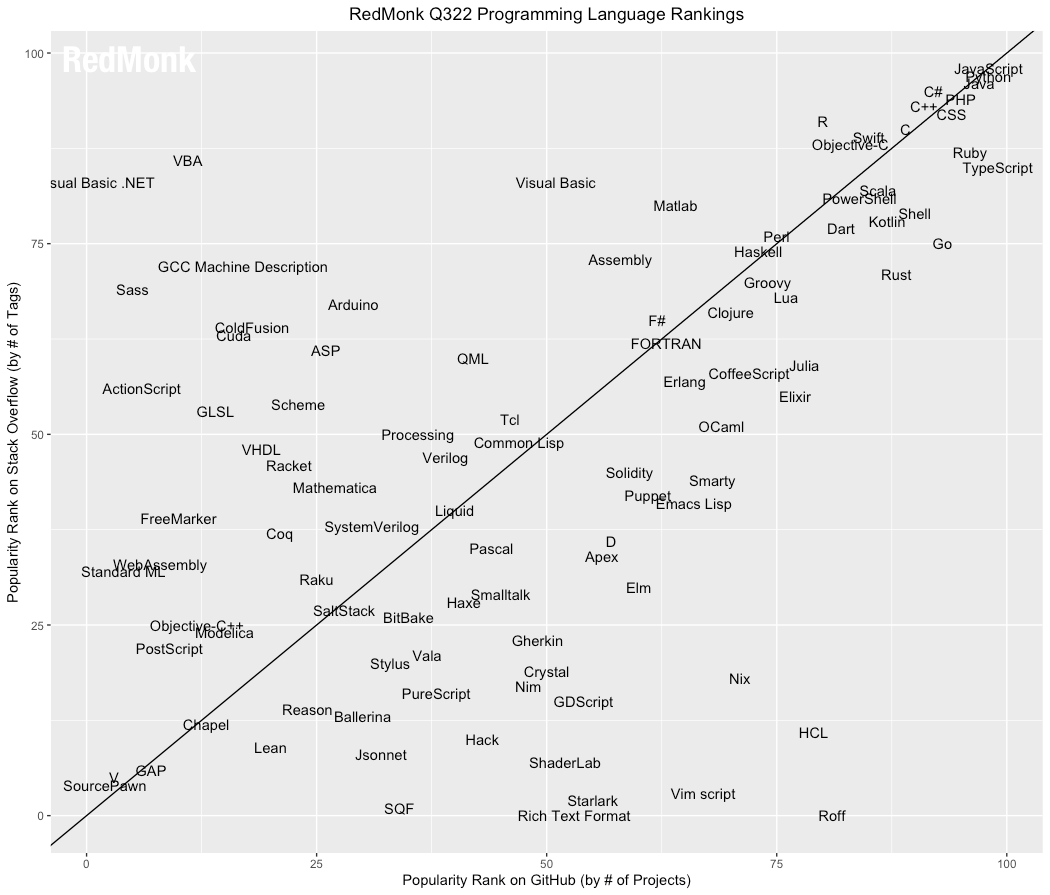 RedMonk Q322 Programming Language Rankings
RedMonk
100
JavaScript
Python
Java
C#
PHP
C++
CSS
R
C
Swift
Objective-C
Ruby
VBA
TypeScript
sual Basic .NET
Visual Basic
Scala
PowerShell
Matlab
Shell
Kotlin
Dart
Perl
75
Go
Haskell
Assembly
GCC Machine Description
Rust
Groovy
Sass
Lua
Arduino
Clojure
F#
ColdFusion
Cuda
FORTRAN
ASP
QML
Julia
CoffeeScript
Erlang
ActionScript
Elixir
Scheme
GLSL
Tcl
OCaml
50
Processing
Common Lisp
VHDL
Verilog
Racket
Solidity
Smarty
Mathematica
Puppet
Emacs Lisp
Liquid
FreeMarker
SystemVerilog
Coq
D
Pascal
Apex
WebAssembly
Standard ML
Raku
Elm
Smalltalk
Haxe
SaltStack
BitBake
25
Objective-C++
Modelica
Gherkin
PostScript
Vala
Stylus
Crystal
Nix
Nim
PureScript
GDScript
Reason
Ballerina
Chapel
HCL
Hack
Lean
Jsonnet
ShaderLab
GAP
V
SourcePawn
Vim script
Starlark
SQF
0
Rich Text Format
Roff
0
25
50
75
100
Popularity Rank on GitHub (by # of Projects)
Popularity Rank on Stack Overflow (by # of Tags)